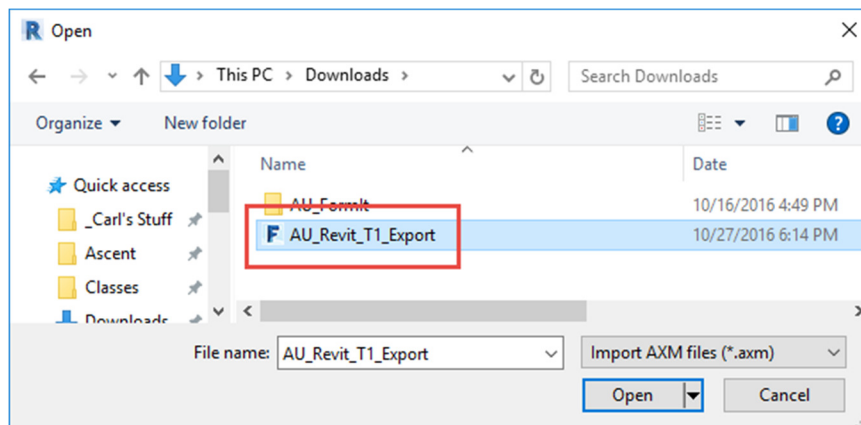 Open
This PC > Downloads >
Search Downloads
Organize
New folder
Name
Date
Quick access
_Carl's Stuff
Ascent
Classes
Downloads
AU_FormIt
10/16/2016 4:49 PM
AU_Revit_T1_Export
10/27/2016 6:14 PM
File name:
AU_Revit_T1_Export
Import AXM files (*.axm)
Open
Cancel